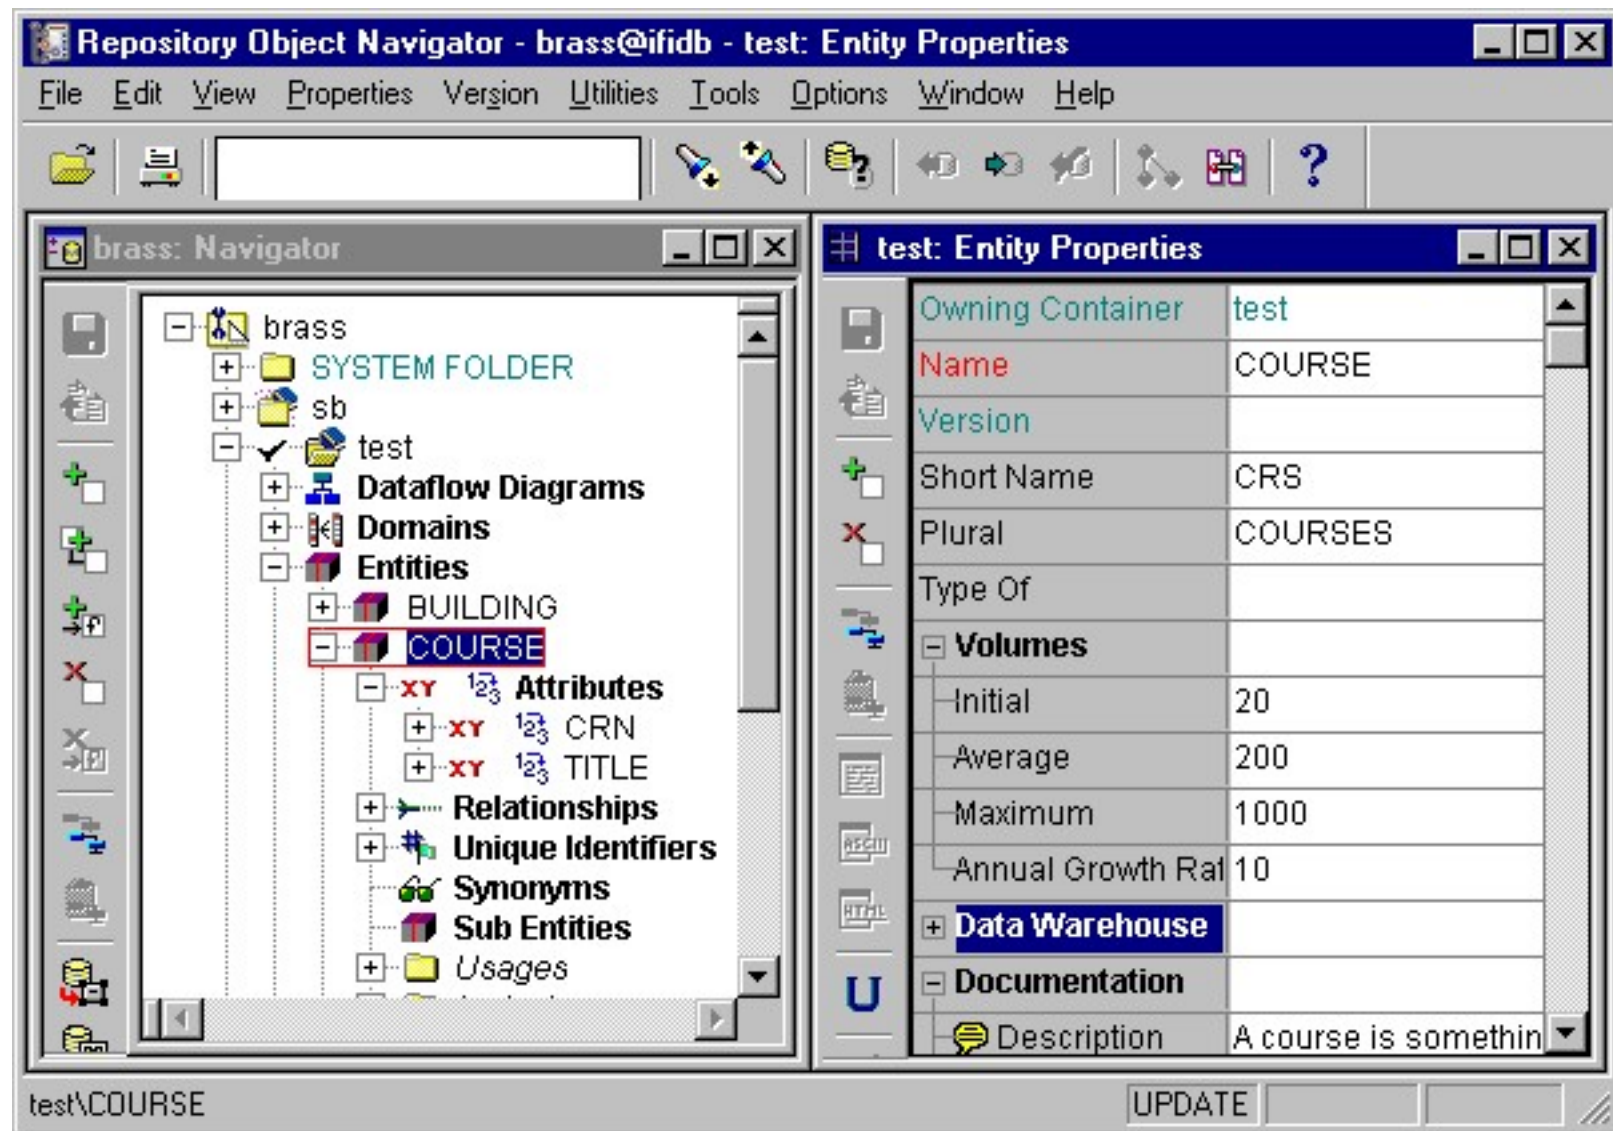 Repository Object Navigator - brass@ifidb - test: Entity Properties
File Edit View Properties Version Utilities Tools Options Window Help
brass: Navigator
brass
SYSTEM FOLDER
sb
test
Dataflow Diagrams
Domains
Entities
BUILDING
COURSE
Attributes
CRN
TITLE
Relationships
Unique Identifiers
Synonyms
Sub Entities
Usages
test: Entity Properties
Owning Container test
Name COURSE
Version
Short Name CRS
Plural COURSES
Type Of
Volumes
Initial 20
Average 200
Maximum 1000
Annual Growth Rat 10
Data Warehouse
Documentation
Description A course is somethin
ASCII
HTML
U
test\COURSE UPDATE